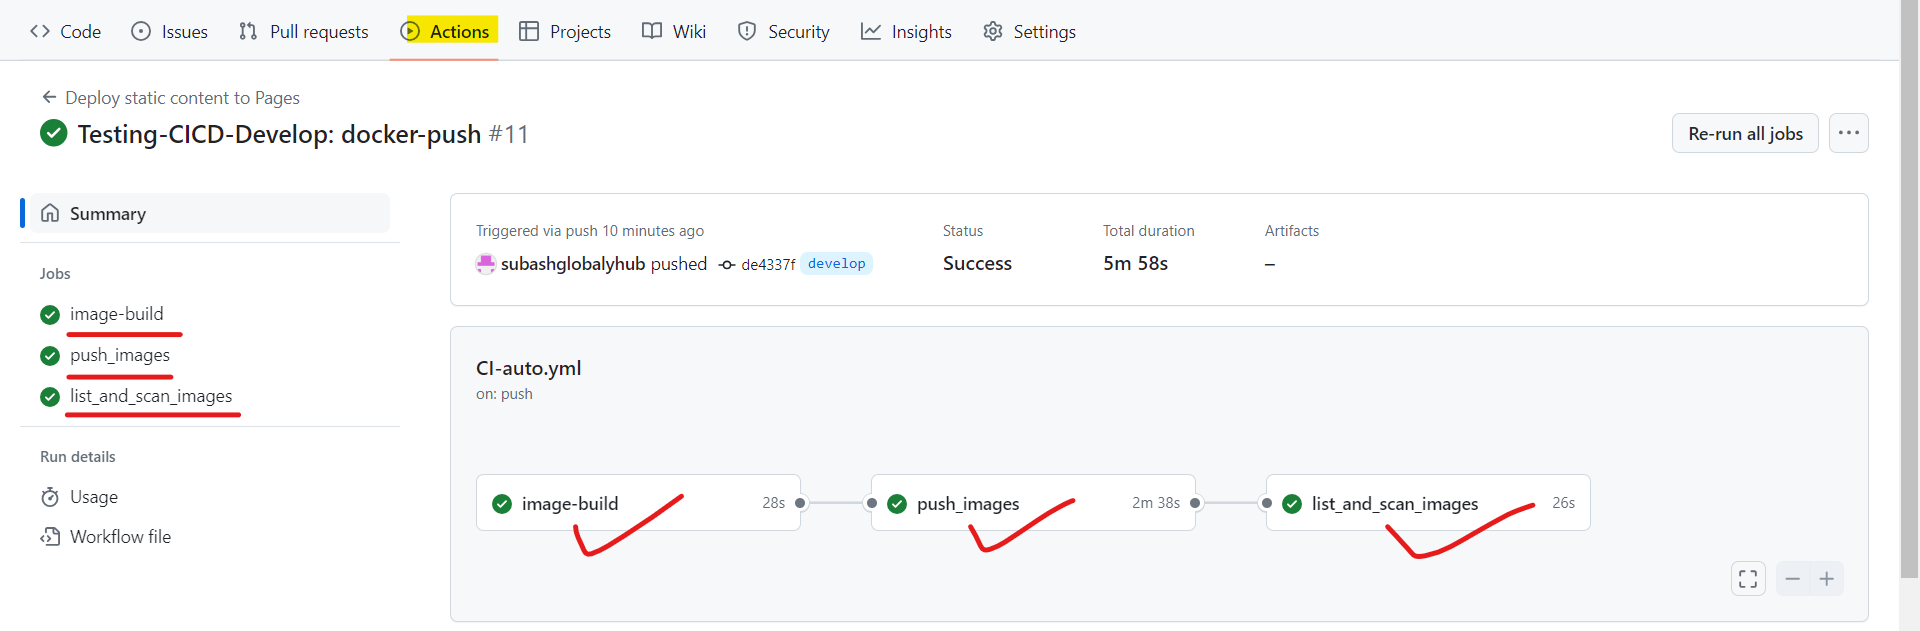 Code Issues Pull requests Actions Projects Wiki Security Insights Settings
Deploy static content to Pages
Testing-CICD-Develop: docker-push #11
Re-run all jobs
Summary
Jobs
image-build
push_images
list_and_scan_images
Run details
Usage
Workflow file
Triggered via push 10 minutes ago
subashglobalyhub pushed de4337f develop
Status
Success
Total duration
5m 58s
Artifacts
–
CI-auto.yml
on: push
image-build 28s
push_images 2m 38s
list_and_scan_images 26s